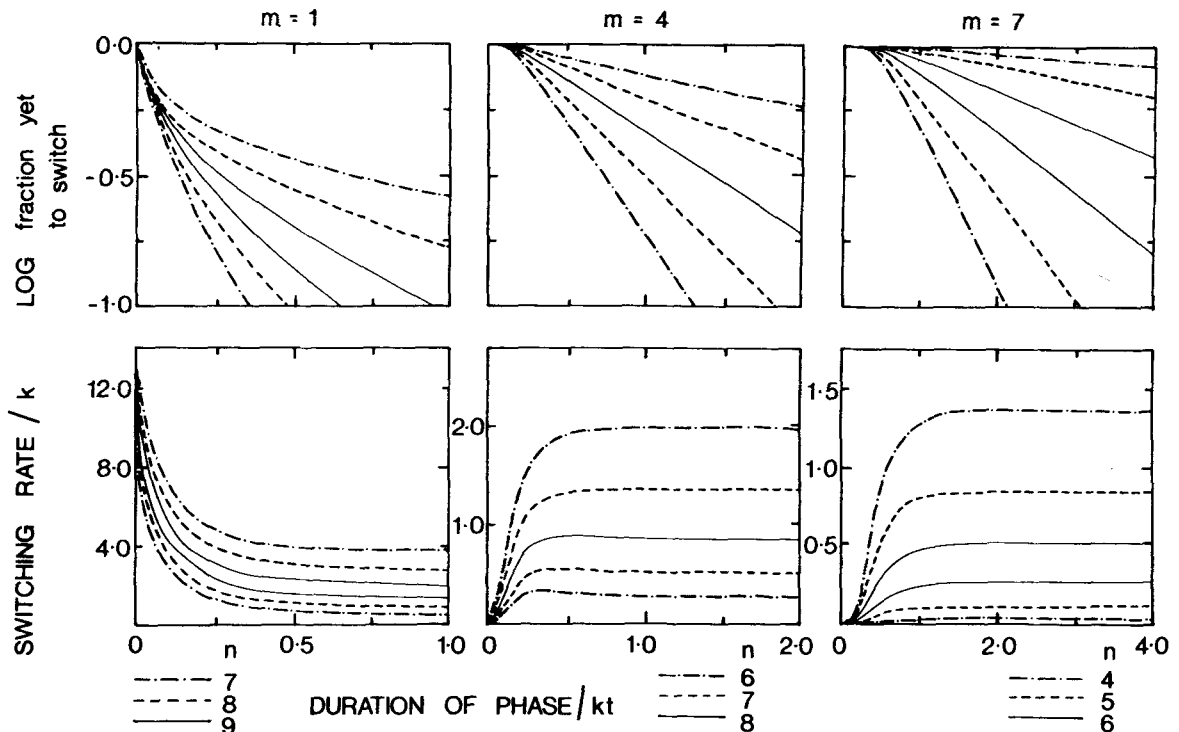 m = 1
m = 4
m = 7
LOG fraction yet
to switch
0·0
-0·5
-1·0
SWITCHING RATE / k
12·0
8·0
4·0
2·0
1·0
1·5
1·0
0·5
0 0·5 1·0
0 1·0 2·0
0 2·0 4·0
n
7
8
9
DURATION OF PHASE/kt
n
6
7
8
n
4
5
6